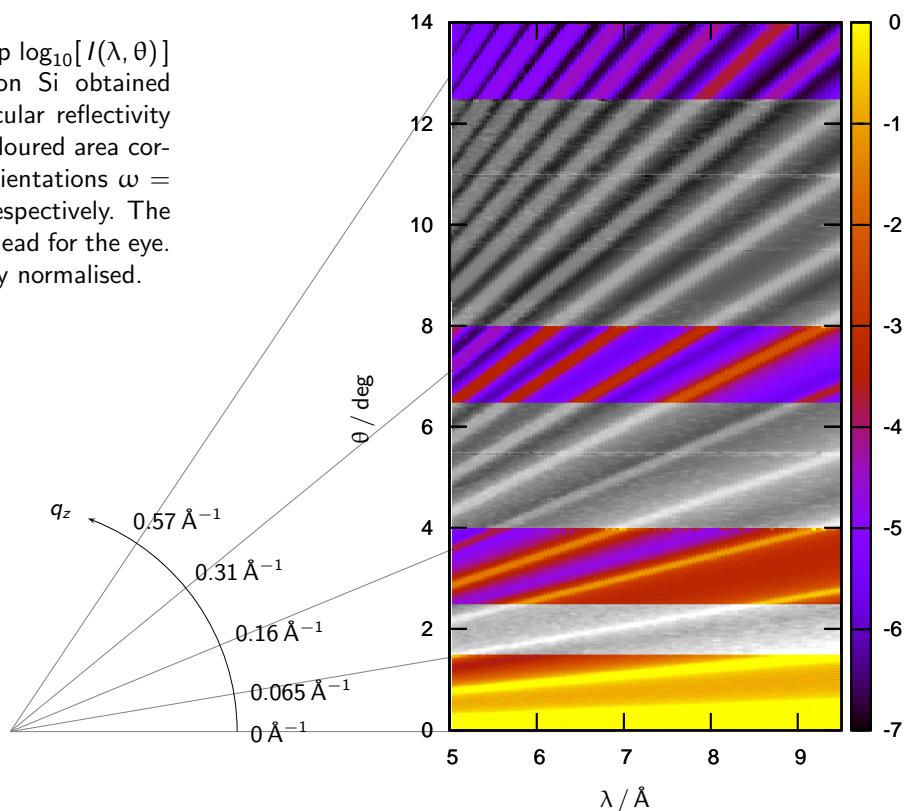 p log₁₀[ I(λ, θ) ]
on Si obtained
cular reflectivity
loured area cor-
ientations ω =
espectively. The
ead for the eye.
y normalised.
14
12
10
8
6
4
2
0
θ / deg
5 6 7 8 9
λ / Å
0
-1
-2
-3
-4
-5
-6
-7
q_z
0.57 Å⁻¹
0.31 Å⁻¹
0.16 Å⁻¹
0.065 Å⁻¹
0 Å⁻¹